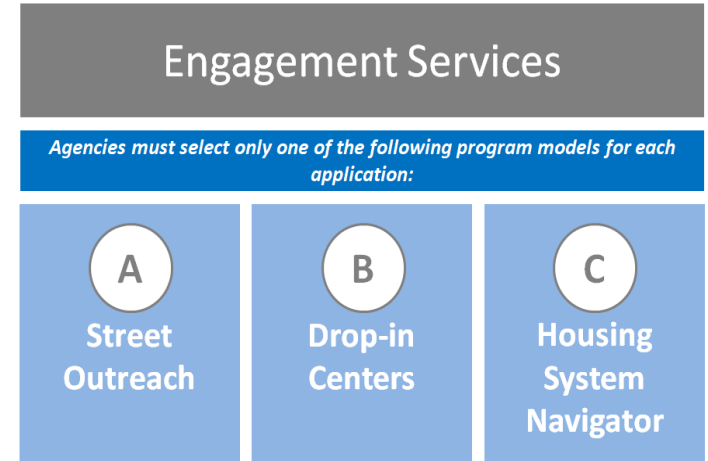 Engagement Services
Agencies must select only one of the following program models for each
application:
A
Street
Outreach
B
Drop-in
Centers
C
Housing
System
Navigator